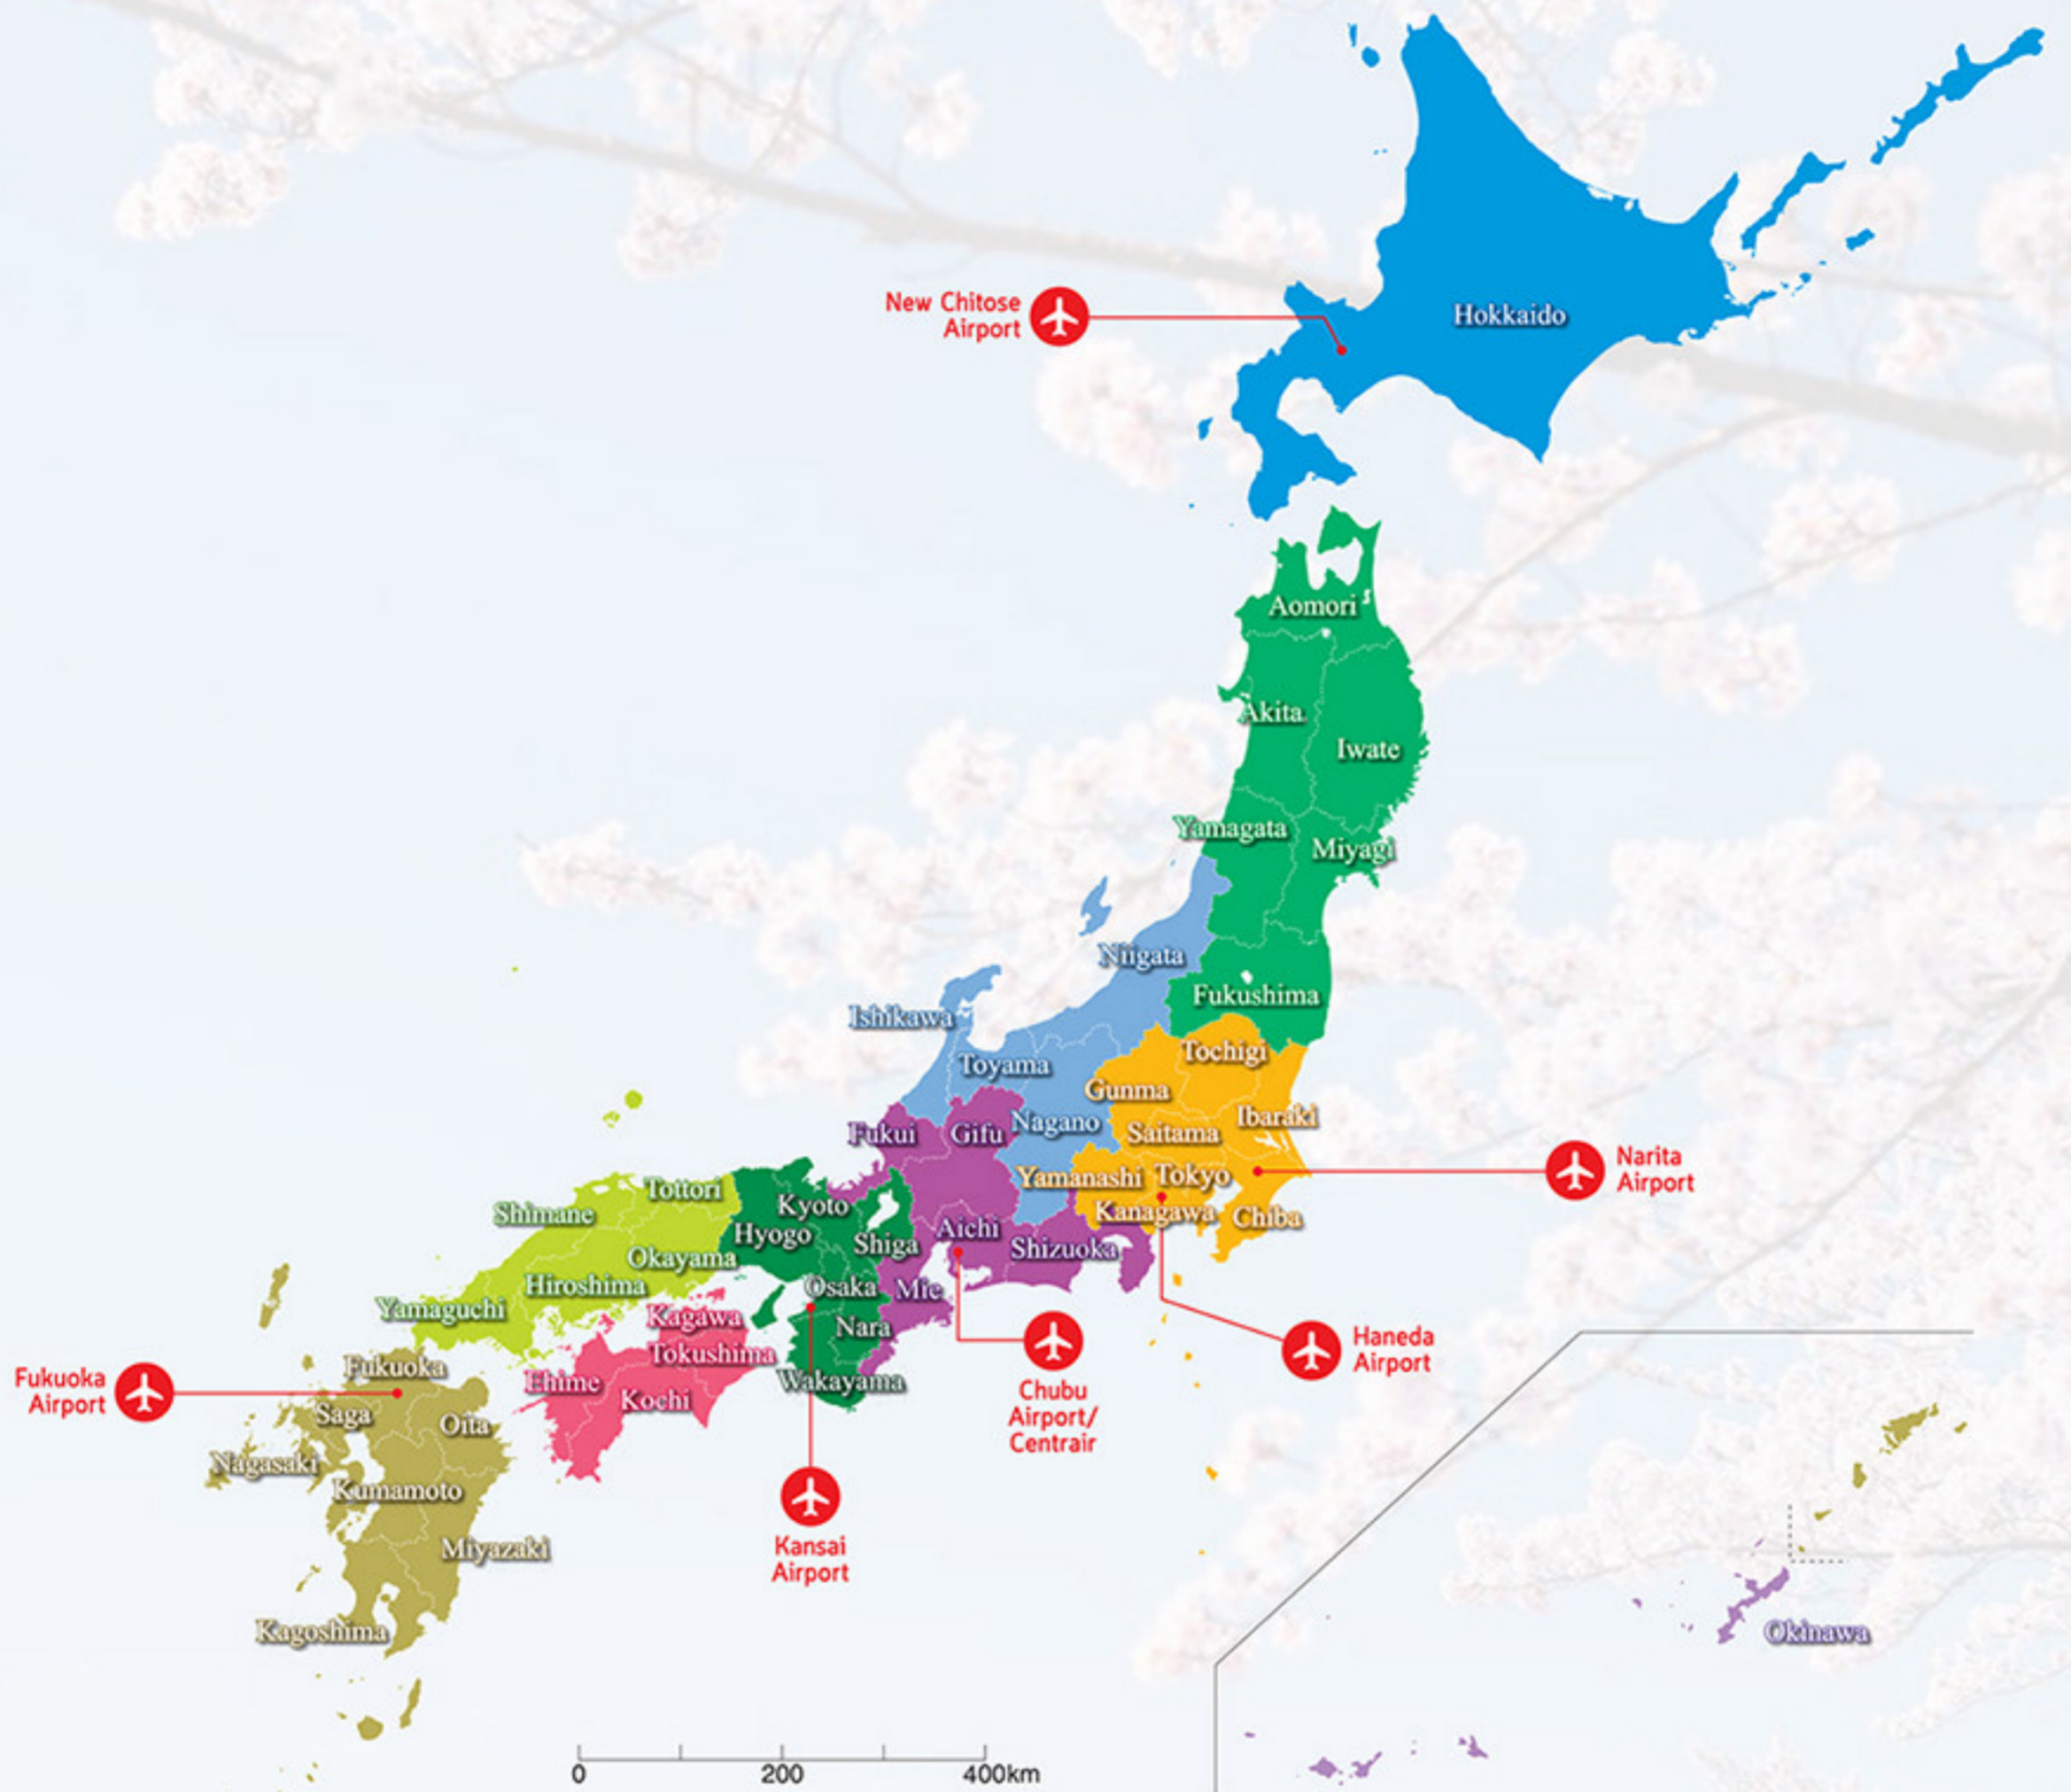 New Chitose
Airport
Hokkaido
Aomori
Akita
Iwate
Yamagata
Miyagi
Niigata
Fukushima
Ishikawa
Tochigi
Toyama
Gunma
Ibaraki
Nagano
Fukui
Gifu
Saitama
Narita
Airport
Yamanashi
Tokyo
Tottori
Kyoto
Shimane
Kanagawa
Chiba
Aichi
Hyogo
Shiga
Shizuoka
Okayama
Hiroshima
Osaka
Mie
Yamaguchi
Kagawa
Nara
Haneda
Airport
Tokushima
Fukuoka
Fukuoka
Airport
Ehime
Wakayama
Chubu
Airport/
Centrair
Kochi
Saga
Oita
Nagasaki
Kumamoto
Kansai
Airport
Miyazaki
Kagoshima
Okinawa
0 200 400km